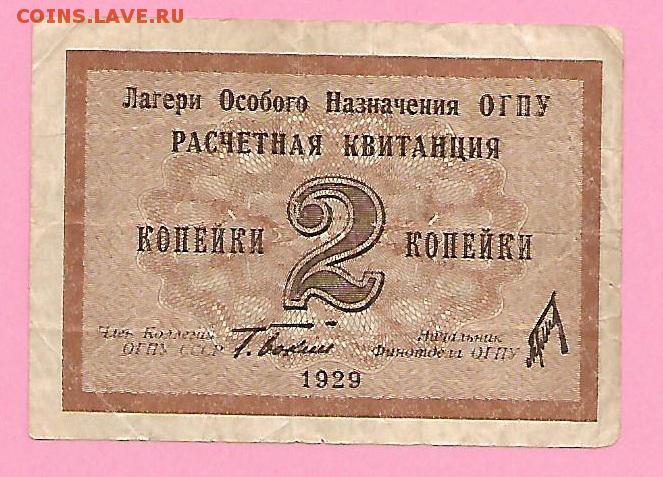 COINS.LAVE.RU
Лагери Особого Назначения ОГПУ
РАСЧЕТНАЯ КВИТАНЦИЯ
2
КОПЕЙКИ КОПЕЙКИ
Член Коллегии ОГПУ СССР
Г. Бокий
Начальник Финотдела ОГПУ
1929